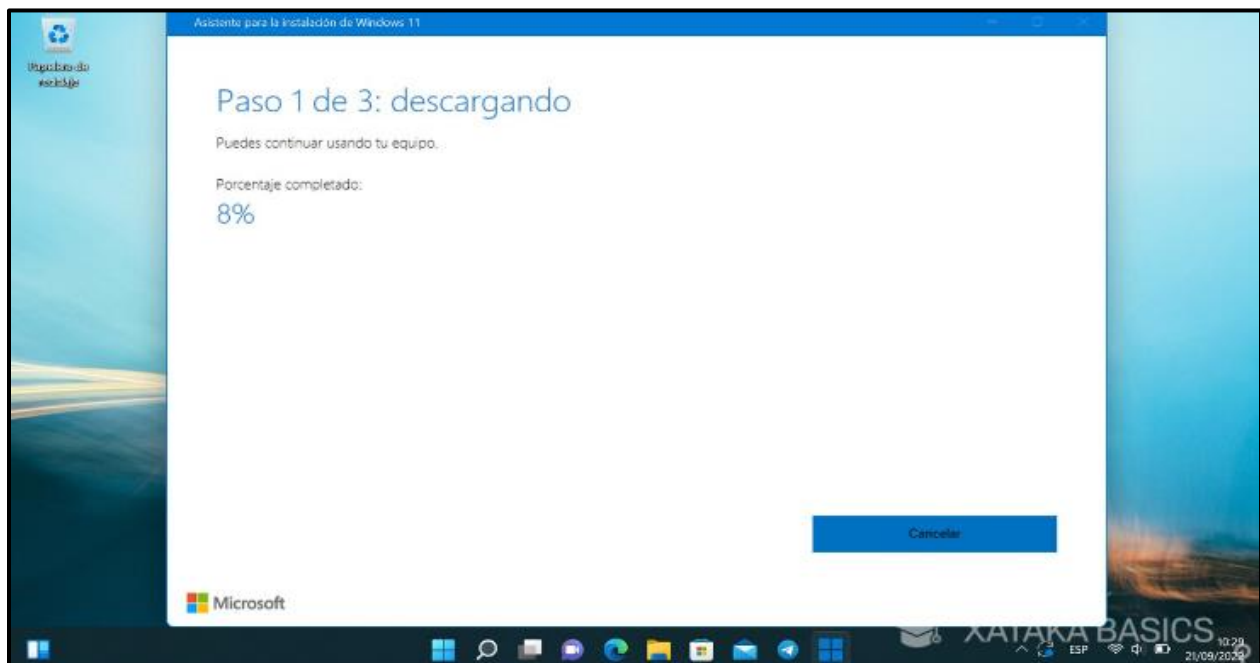 Asistente para la instalación de Windows 11
Papelera de
reciclaje
Paso 1 de 3: descargando
Puedes continuar usando tu equipo.
Porcentaje completado:
8%
Cancelar
Microsoft
XATAKA BASICS
ESP
10:29
21/09/2022